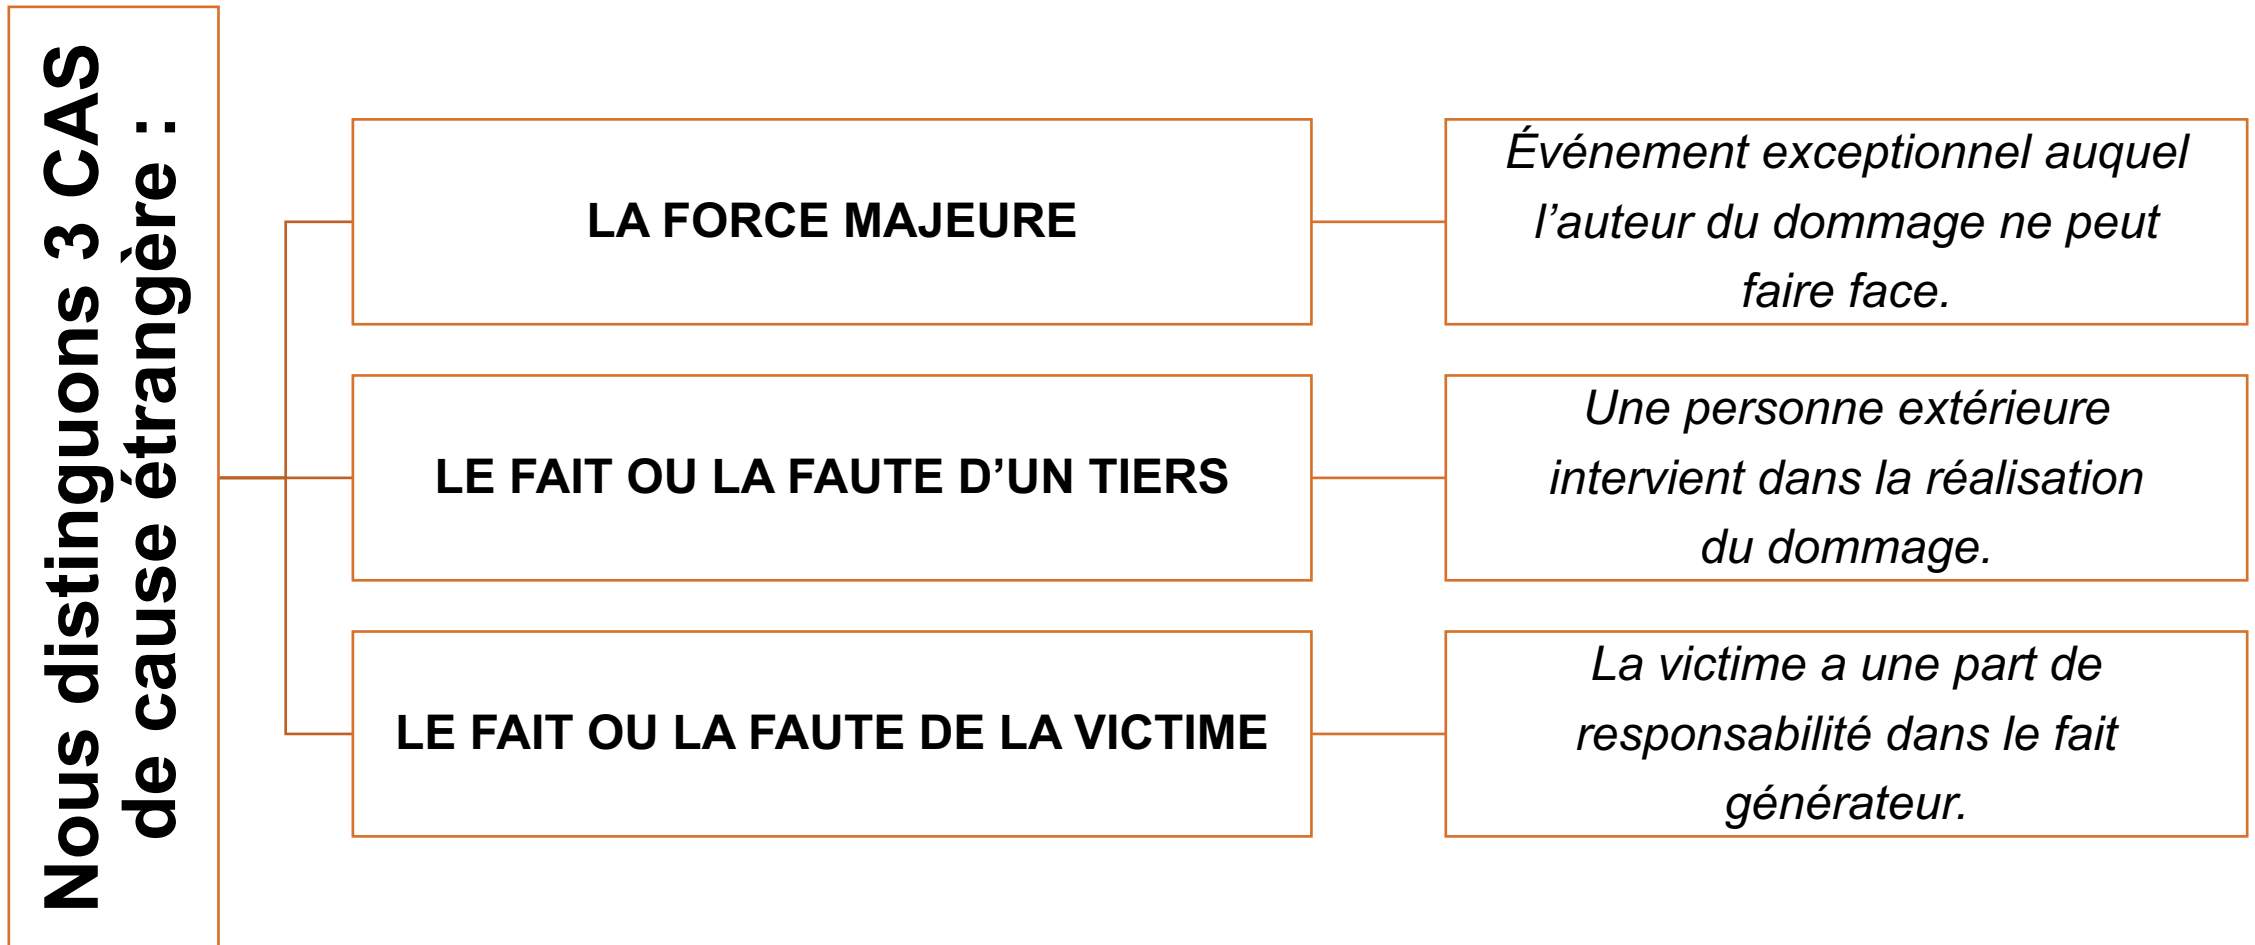 Nous distinguons 3 CAS
de cause étrangère :
LA FORCE MAJEURE
Événement exceptionnel auquel
l’auteur du dommage ne peut
faire face.
LE FAIT OU LA FAUTE D’UN TIERS
Une personne extérieure
intervient dans la réalisation
du dommage.
LE FAIT OU LA FAUTE DE LA VICTIME
La victime a une part de
responsabilité dans le fait
générateur.